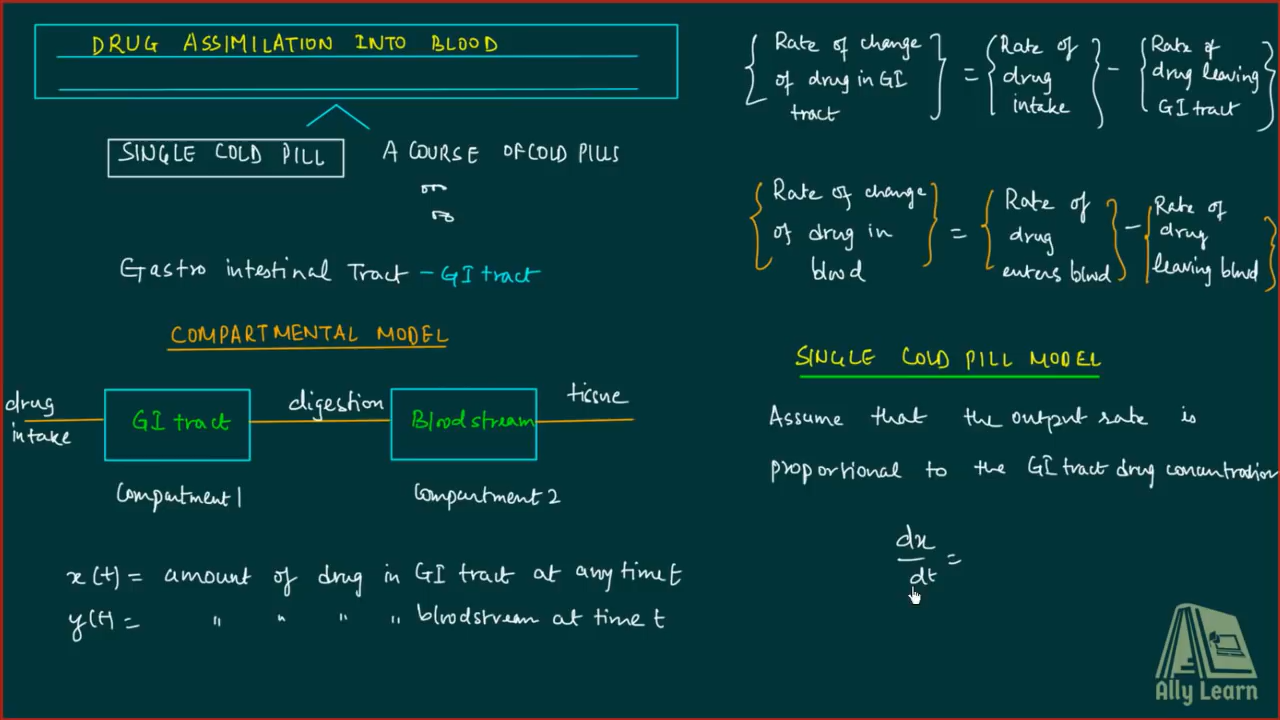 DRUG ASSIMILATION INTO BLOOD
SINGLE COLD PILL
A COURSE OF COLD PILLS
Gastro intestinal Tract - GI tract
COMPARTMENTAL MODEL
drug
intake
GI tract
digestion
Bloodstream
tissue
Compartment 1
Compartment 2
x(t) = amount of drug in GI tract at any time t
y(t) = " " " " bloodstream at time t
{Rate of change
of drug in GI
tract} =
{Rate of
drug
intake} -
{Rate of
drug leaving
GI tract}
{Rate of change
of drug in
blood} =
{Rate of
drug
enters blood} -
{Rate of
drug
leaving blood}
SINGLE COLD PILL MODEL
Assume that the output rate is
proportional to the GI tract drug concentration
dx
dt =
Ally Learn